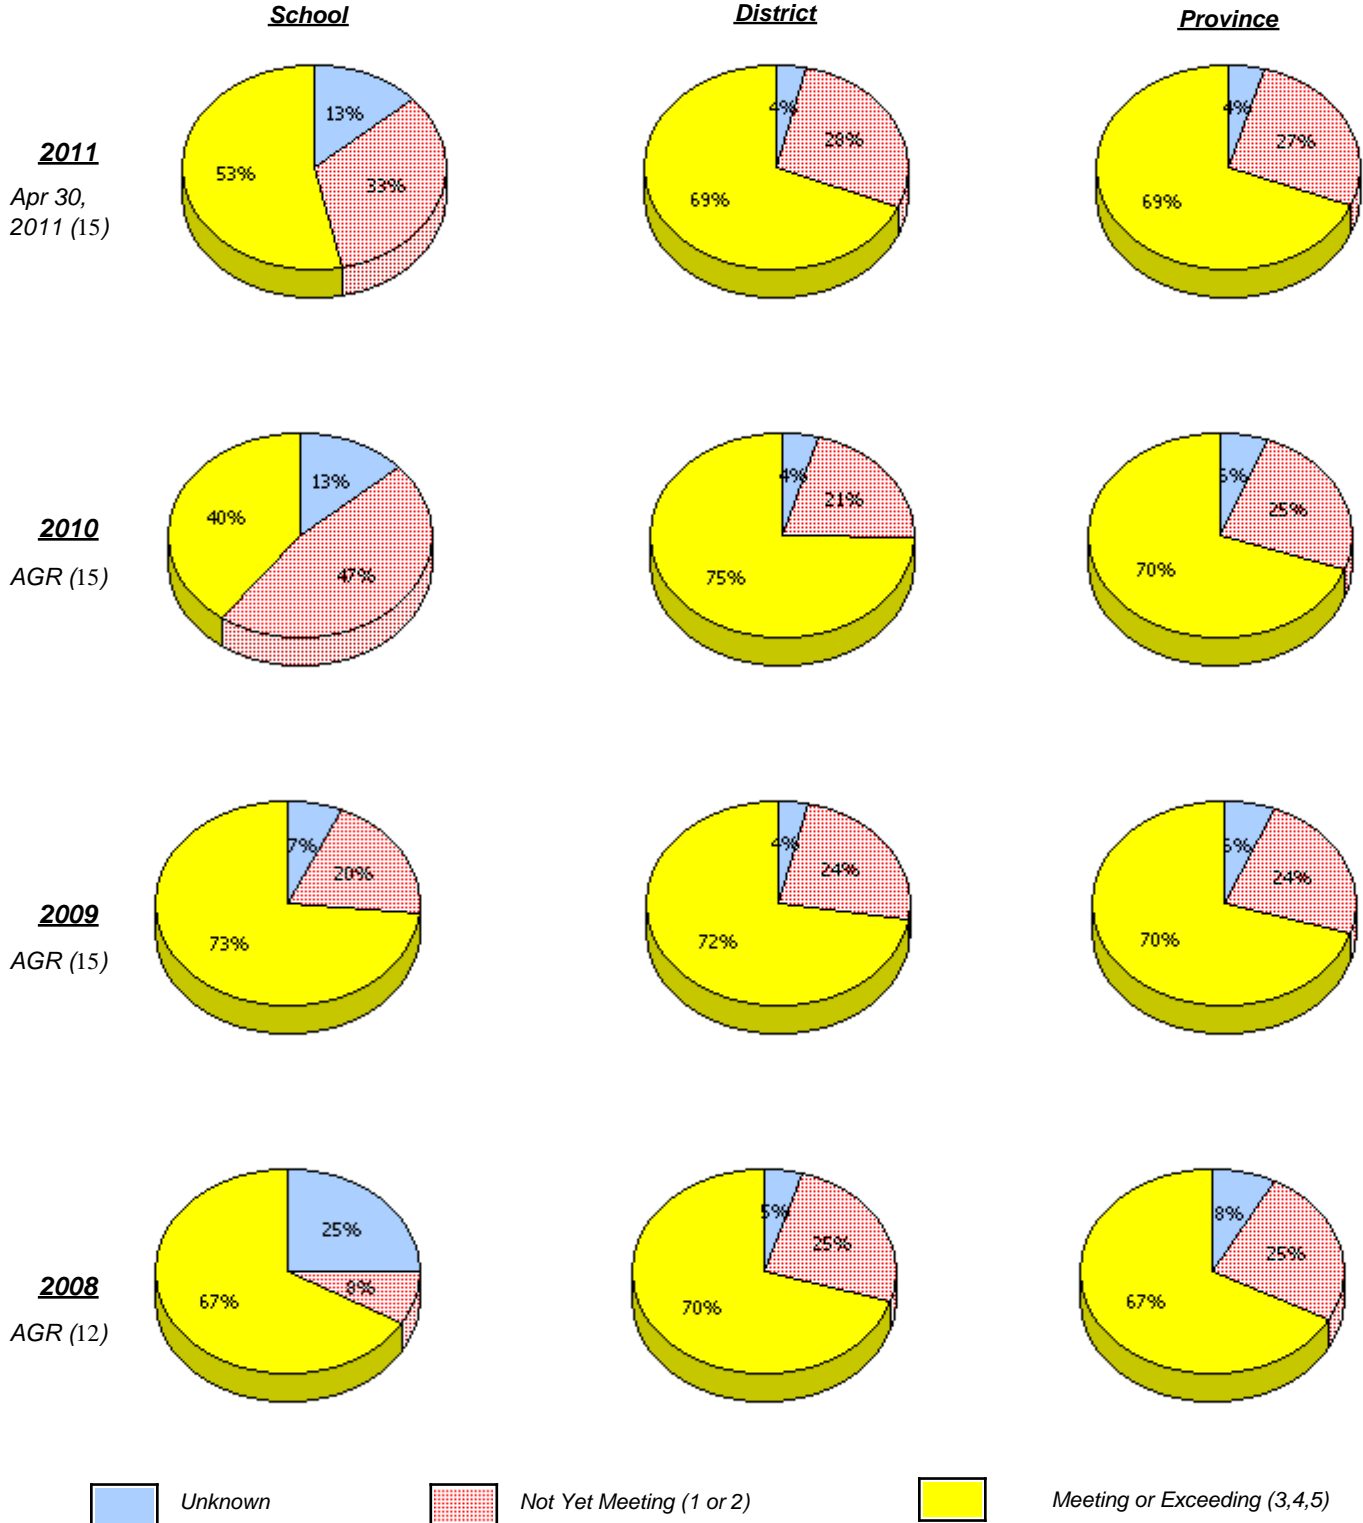 School District Province
2011
Apr 30,
2011 (15)
13% 33% 53%
4% 28% 69%
4% 27% 69%
2010
AGR (15)
13% 47% 40%
4% 21% 75%
25% 70%
2009
AGR (15)
7% 20% 73%
4% 24% 72%
24% 70%
2008
AGR (12)
25% 8% 67%
5% 25% 70%
8% 25% 67%
Unknown Not Yet Meeting (1 or 2) Meeting or Exceeding (3,4,5)